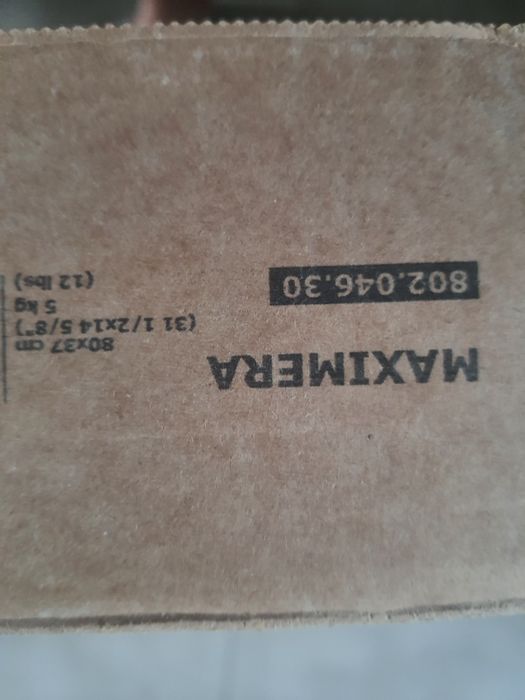 MAXIMERA
802.046.30
80x37 cm
(31 1/2x14 5/8")
5 kg
(12 lbs)